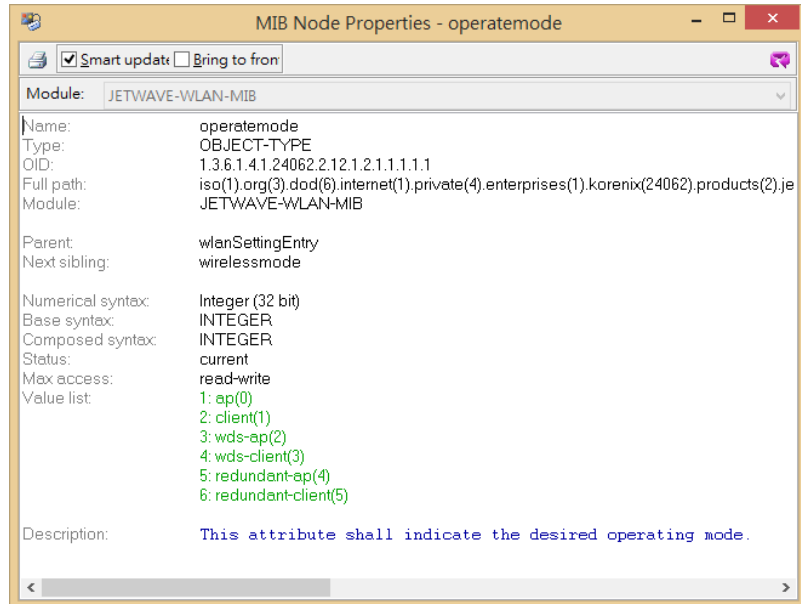 MIB Node Properties - operatemode
Smart update Bring to fron
Module: JETWAVE-WLAN-MIB
Name: operatemode
Type: OBJECT-TYPE
OID: 1.3.6.1.4.1.24062.2.12.1.2.1.1.1.1.1
Full path: iso(1).org(3).dod(6).internet(1).private(4).enterprises(1).korenix(24062).products(2).je
Module: JETWAVE-WLAN-MIB
Parent: wlanSettingEntry
Next sibling: wirelessmode
Numerical syntax: Integer (32 bit)
Base syntax: INTEGER
Composed syntax: INTEGER
Status: current
Max access: read-write
Value list: 1: ap(0)
2: client(1)
3: wds-ap(2)
4: wds-client(3)
5: redundant-ap(4)
6: redundant-client(5)
Description: This attribute shall indicate the desired operating mode.